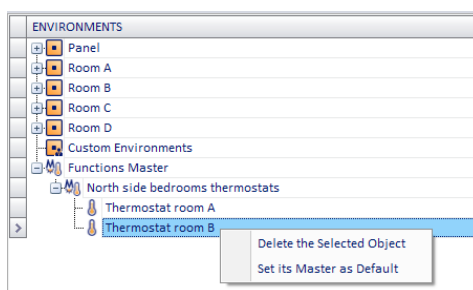 ENVIRONMENTS
Panel
Room A
Room B
Room C
Room D
Custom Environments
Functions Master
North side bedrooms thermostats
Thermostat room A
Thermostat room B
Delete the Selected Object
Set its Master as Default